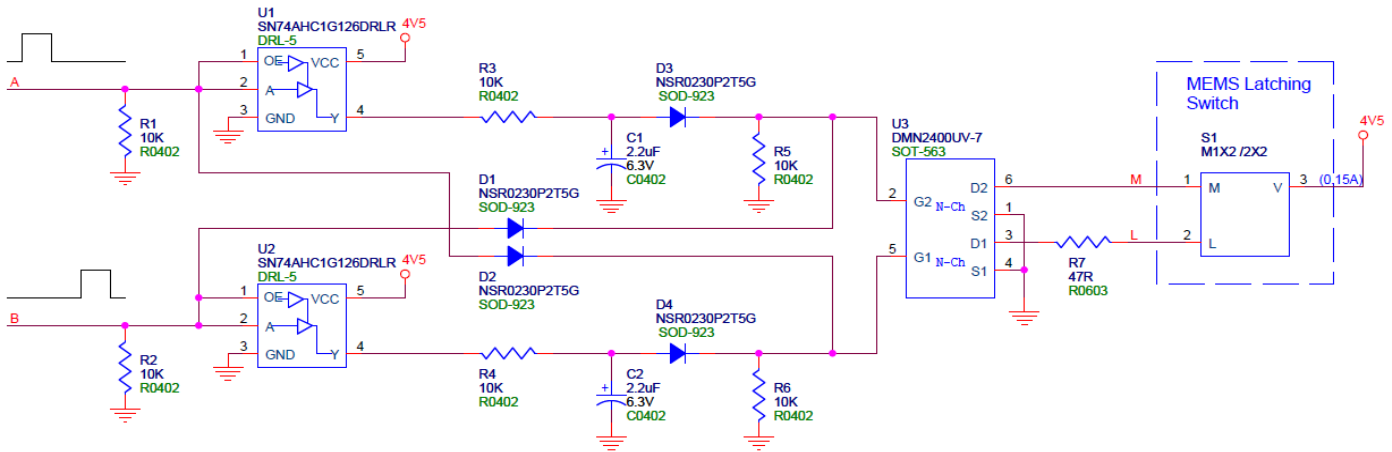 U1
SN74AHC1G126DRLR
DRL-5
4V5
1
OE
VCC
5
A
2
A
3
GND
Y
4
R1
10K
R0402
R3
10K
R0402
D3
NSR0230P2T5G
SOD-923
+
C1
2.2uF
6.3V
C0402
R5
10K
R0402
D1
NSR0230P2T5G
SOD-923
U3
DMN2400UV-7
SOT-563
2
G2
N-Ch
D2
6
S2
1
5
G1
N-Ch
D1
3
S1
4
M
L
R7
47R
R0603
MEMS Latching
Switch
S1
M1X2 /2X2
1
M
V
3
(0.15A)
2
L
4V5
U2
SN74AHC1G126DRLR
DRL-5
4V5
1
OE
VCC
5
B
2
A
3
GND
Y
4
R2
10K
R0402
D2
NSR0230P2T5G
SOD-923
R4
10K
R0402
D4
NSR0230P2T5G
SOD-923
+
C2
2.2uF
6.3V
C0402
R6
10K
R0402